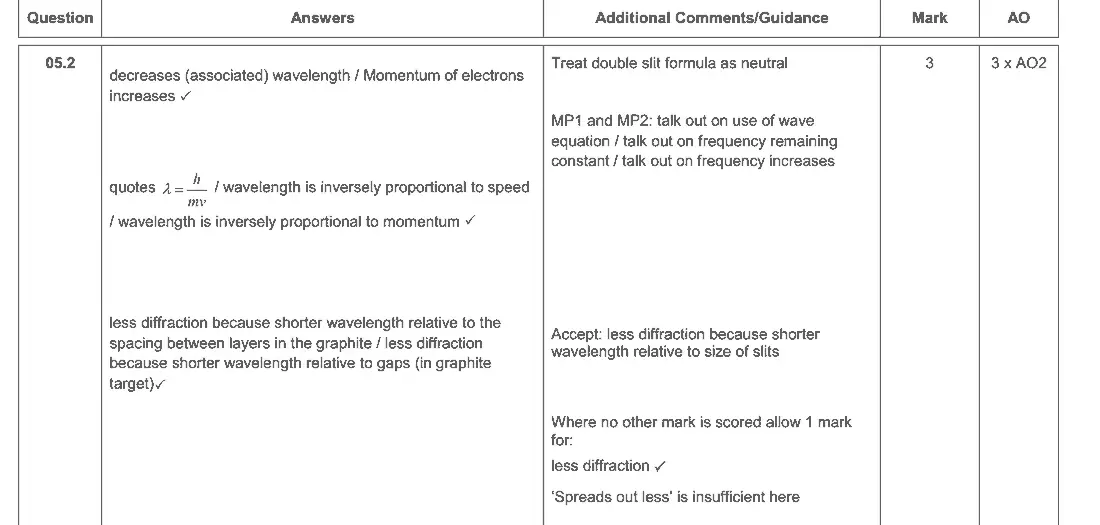 Question Answers Additional Comments/Guidance Mark AO
05.2
decreases (associated) wavelength / Momentum of electrons
increases ✓
Treat double slit formula as neutral
3
3 x AO2
MP1 and MP2: talk out on use of wave
equation / talk out on frequency remaining
constant / talk out on frequency increases
quotes λ = h/mv / wavelength is inversely proportional to speed
/ wavelength is inversely proportional to momentum ✓
less diffraction because shorter wavelength relative to the
spacing between layers in the graphite / less diffraction
because shorter wavelength relative to gaps (in graphite
target)✓
Accept: less diffraction because shorter
wavelength relative to size of slits
Where no other mark is scored allow 1 mark
for:
less diffraction ✓
'Spreads out less' is insufficient here